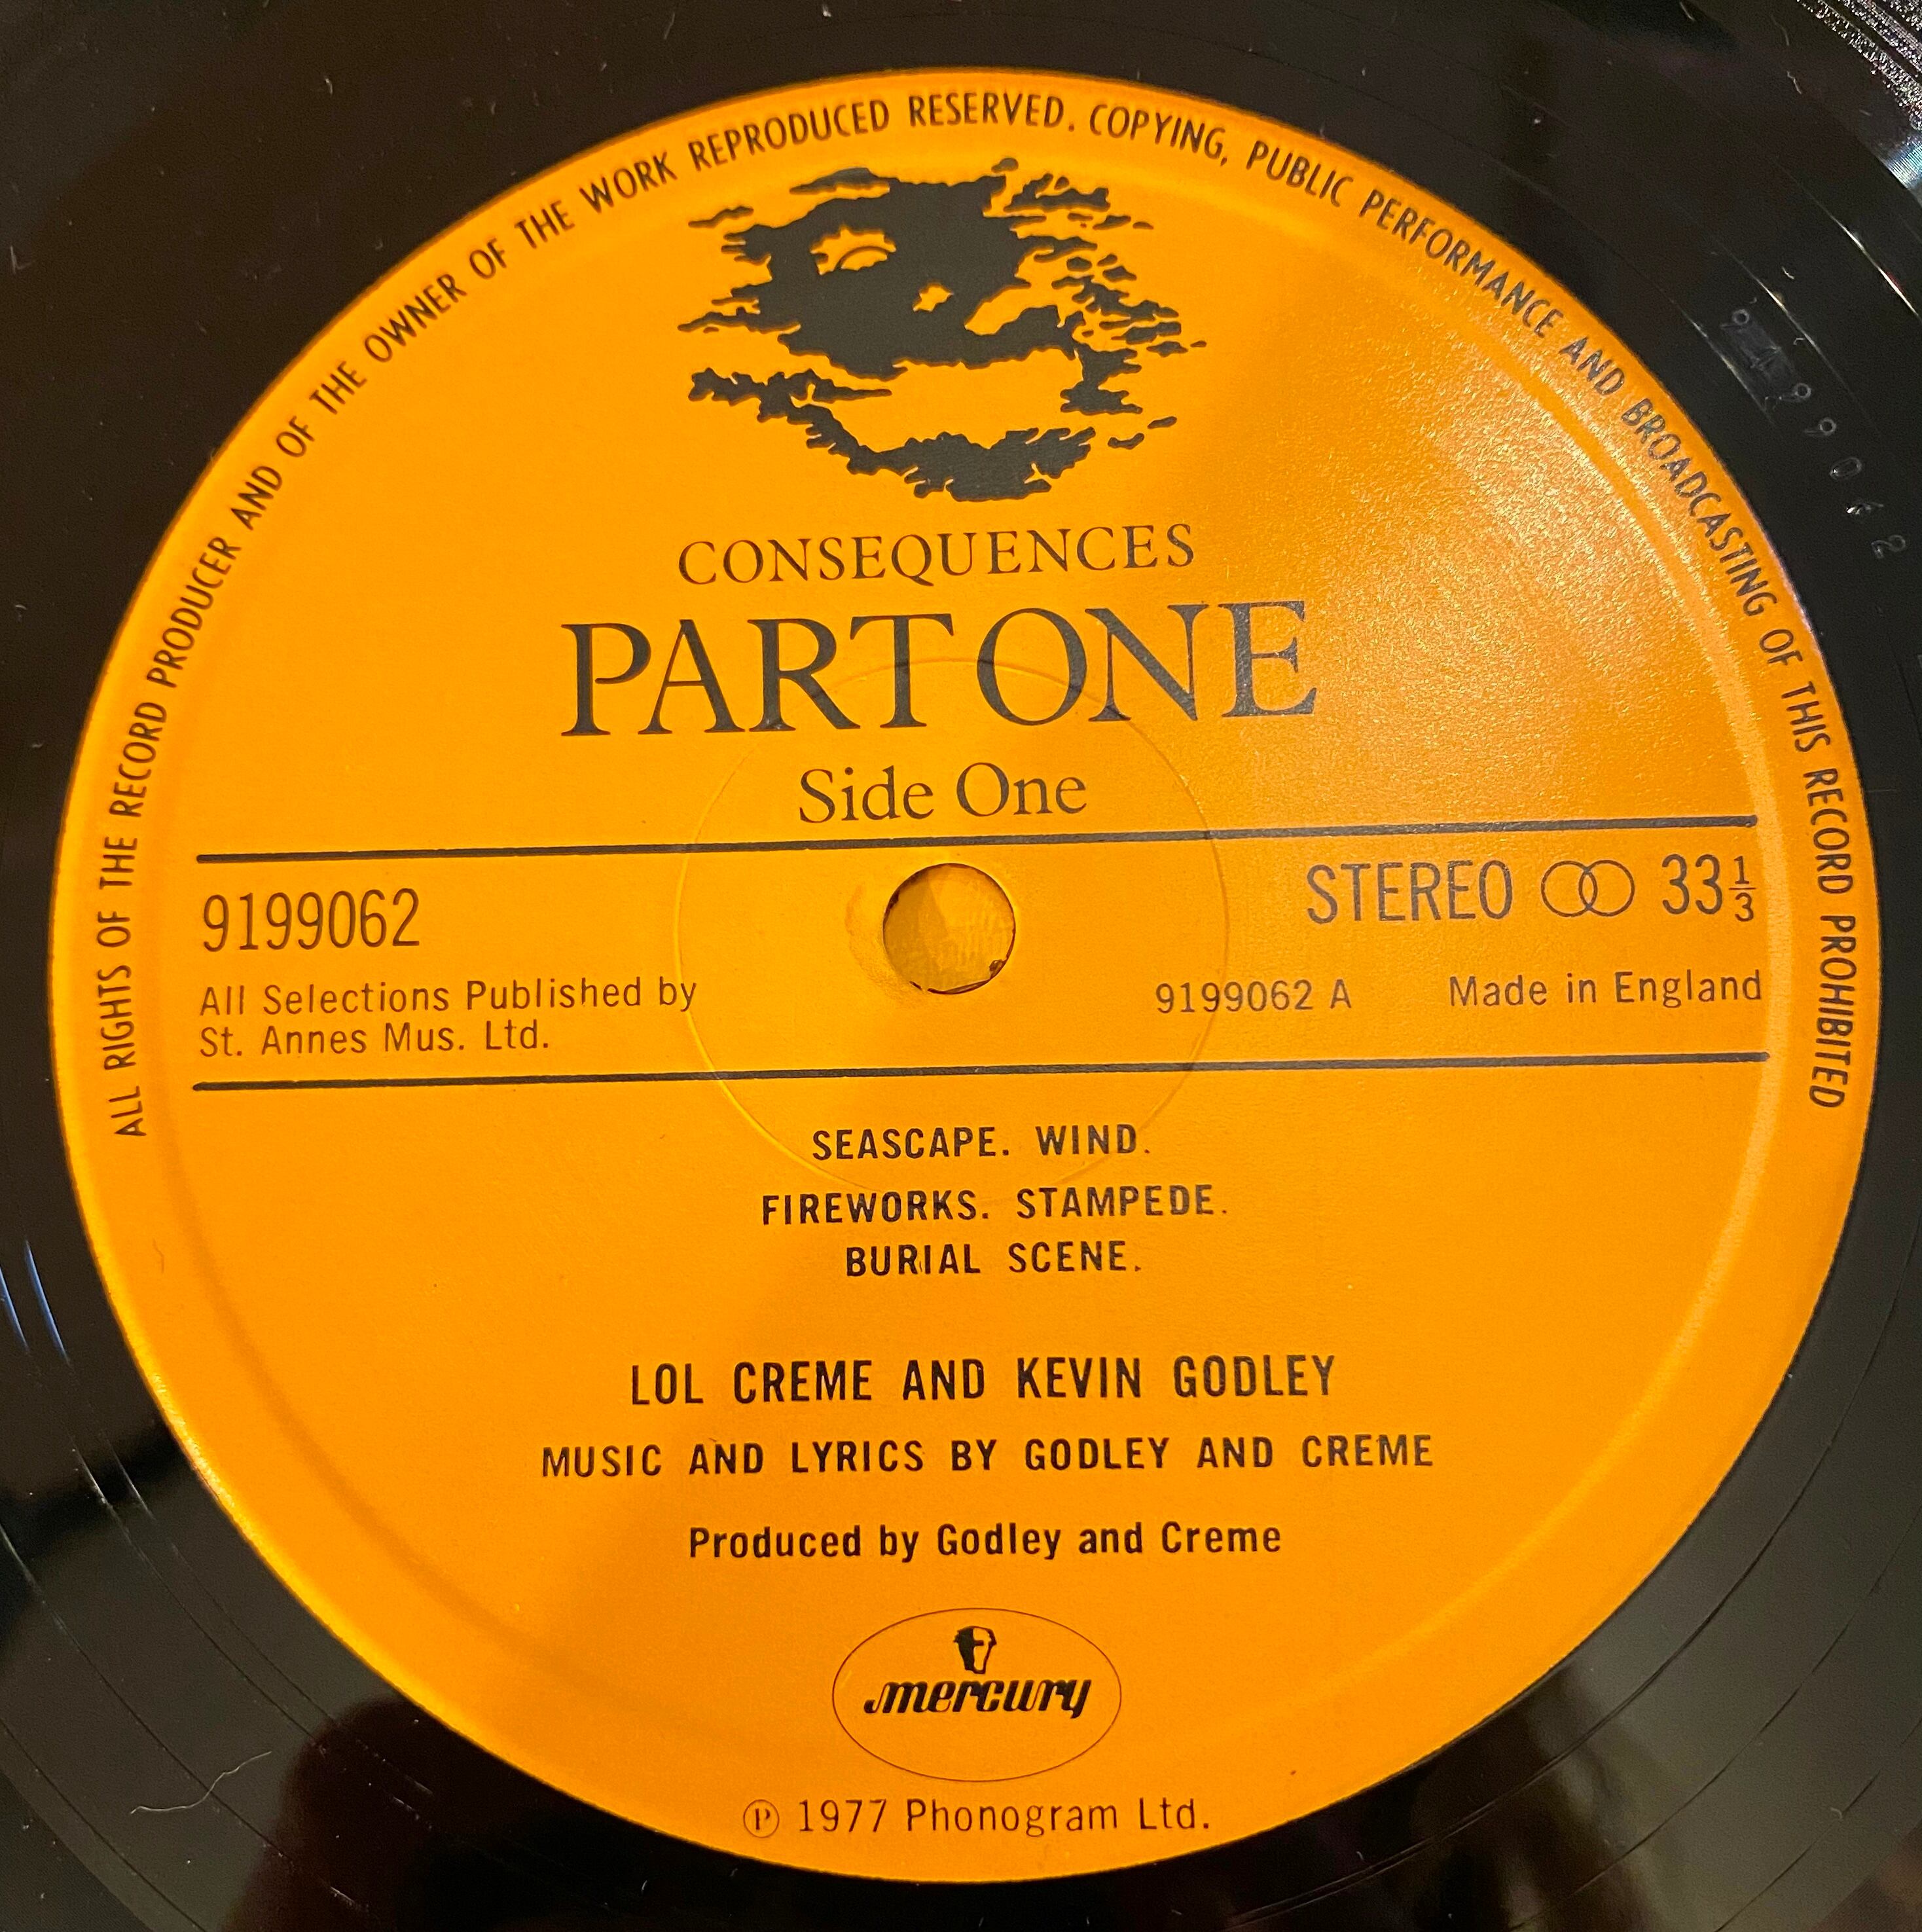 ALL RIGHTS OF THE RECORD PRODUCER AND OF THE OWNER OF THE WORK REPRODUCED RESERVED. COPYING, PUBLIC PERFORMANCE AND BROADCASTING OF THIS RECORD PROHIBITED
CONSEQUENCES
PART ONE
Side One
9199062
STEREO 33⅓
All Selections Published by
St. Annes Mus. Ltd.
9199062 A Made in England
SEASCAPE. WIND.
FIREWORKS. STAMPEDE.
BURIAL SCENE.
LOL CREME AND KEVIN GODLEY
MUSIC AND LYRICS BY GODLEY AND CREME
Produced by Godley and Creme
mercury
℗ 1977 Phonogram Ltd.